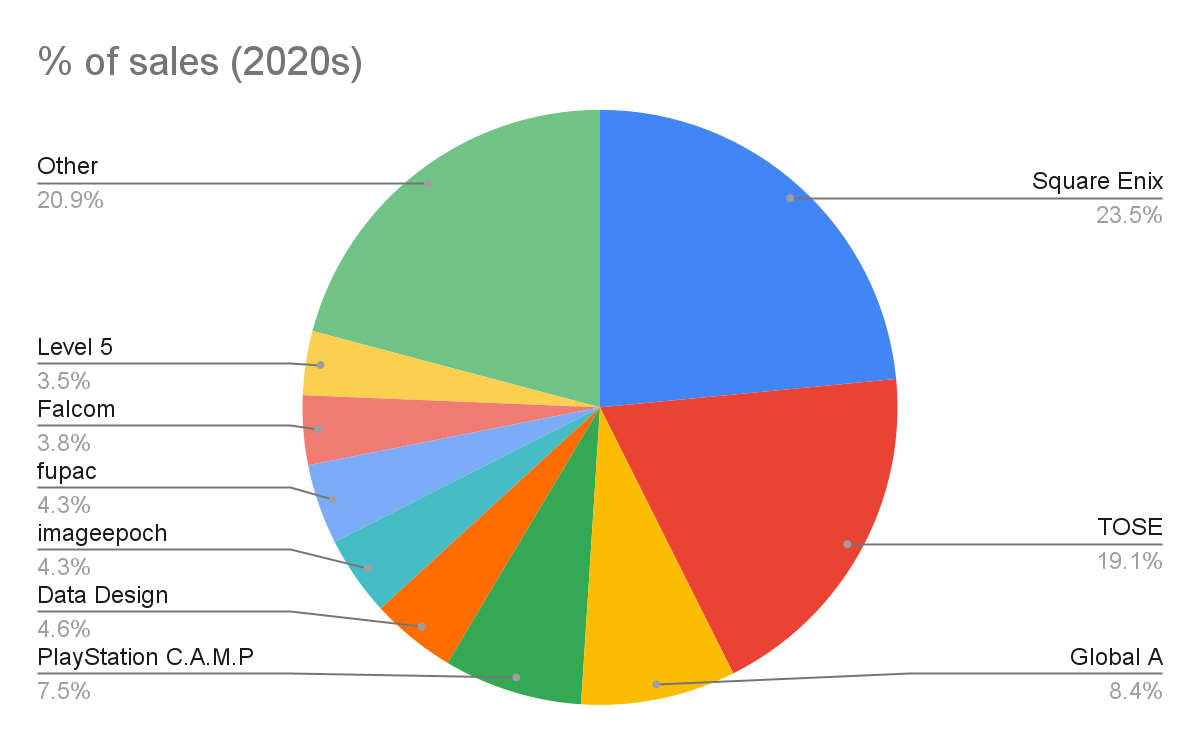 % of sales (2020s)
Other
20.9%
Square Enix
23.5%
Level 5
3.5%
Falcom
3.8%
fupac
4.3%
imageepoch
4.3%
TOSE
19.1%
Data Design
4.6%
PlayStation C.A.M.P
7.5%
Global A
8.4%